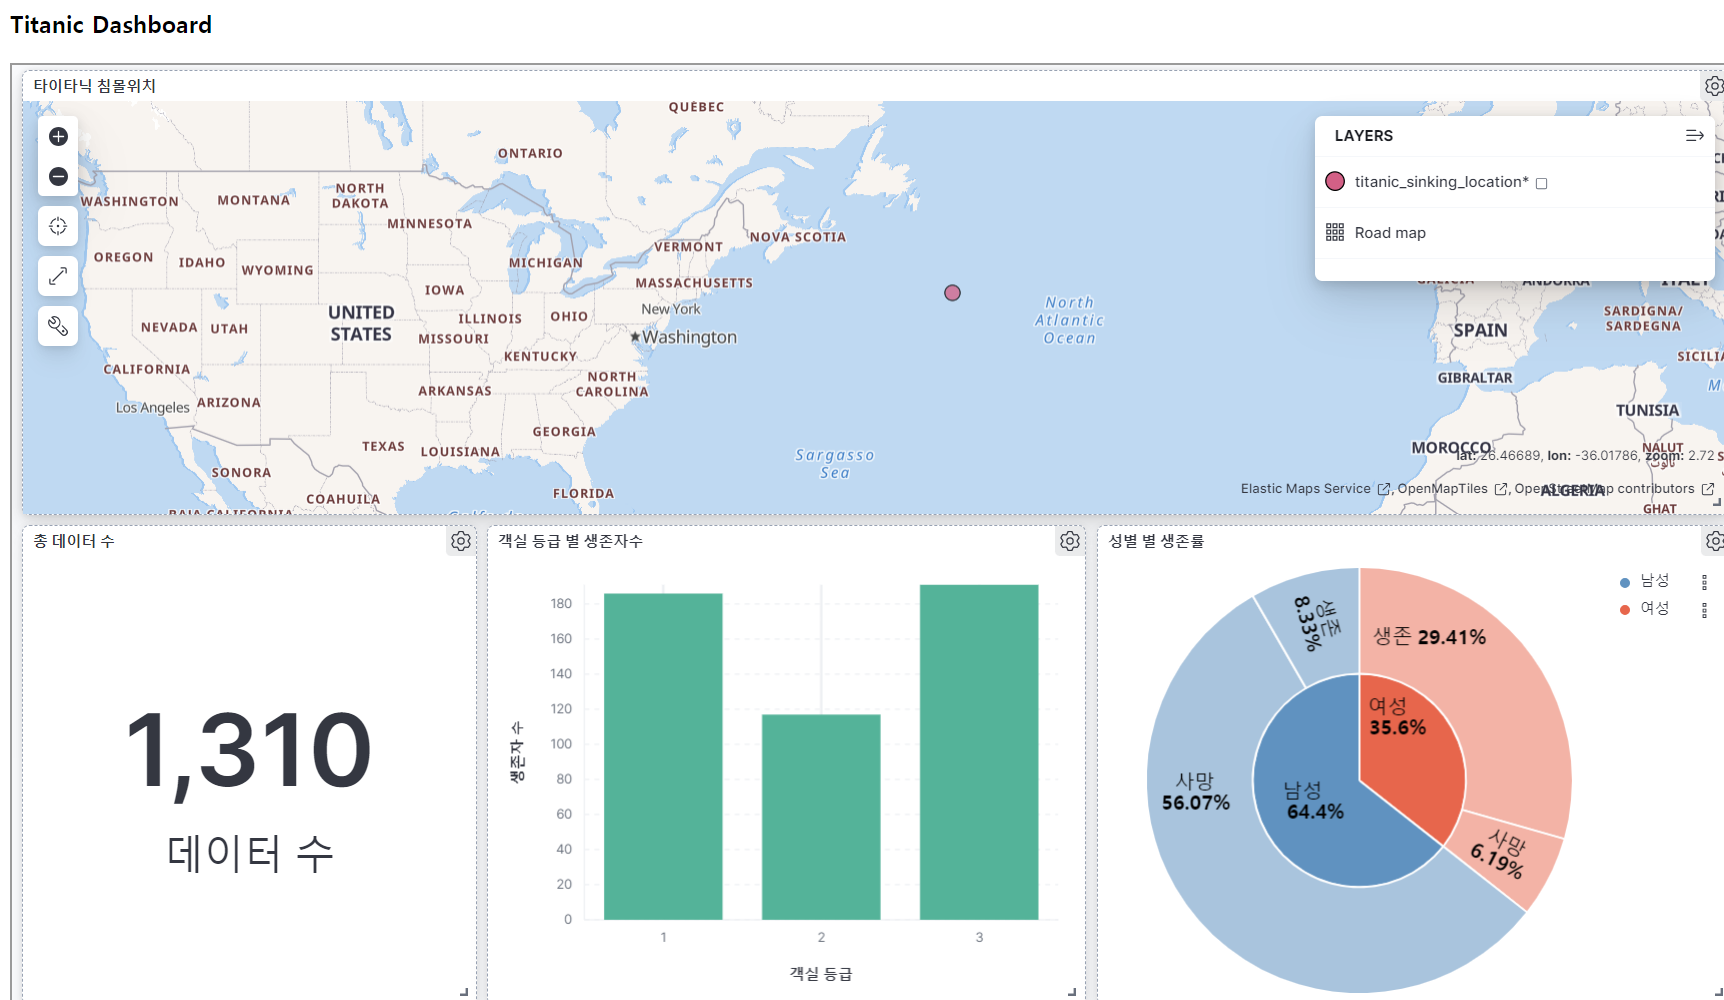 Titanic Dashboard
타이타닉 침몰위치
QUÉBEC
ONTARIO
WASHINGTON
MONTANA
NORTH
DAKOTA
MINNESOTA
OREGON
IDAHO
WYOMING
MICHIGAN
VERMONT
NOVA SCOTIA
MASSACHUSETTS
IOWA
New York
NEVADA
UTAH
UNITED
STATES
ILLINOIS
OHIO
MISSOURI
Washington
KENTUCKY
CALIFORNIA
NORTH
CAROLINA
Los Angeles
ARIZONA
ARKANSAS
GEORGIA
TEXAS
LOUISIANA
SONORA
COAHUILA
FLORIDA
BAJA CALIFORNIA
North
Atlantic
Ocean
Sargasso
Sea
LAYERS
titanic_sinking_location*
Road map
GALICIA
ANDORRA
ITALY
SARDIGNA/
SARDEGNA
SPAIN
GIBRALTAR
TUNISIA
MOROCCO
NALUT
نالوت
lat: 26.46689, lon: -36.01786, zoom: 2.72
Elastic Maps Service , OpenMapTiles , OpenStreetMap contributors
ALGERIA
GHAT
총 데이터 수
1,310
데이터 수
객실 등급 별 생존자수
180
160
140
120
100
80
60
40
20
0
생존자 수
1
2
3
객실 등급
성별 별 생존률
남성
여성
생존 8.33%
생존 29.41%
여성
35.6%
사망
56.07%
남성
64.4%
사망
6.19%